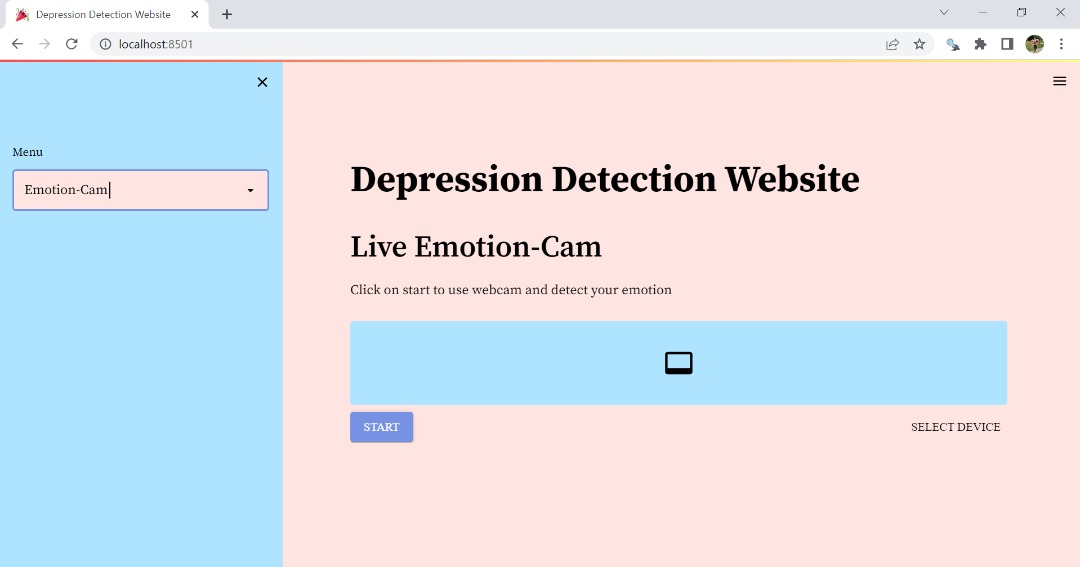 Depression Detection Website
localhost:8501
Menu
Emotion-Cam
Depression Detection Website
Live Emotion-Cam
Click on start to use webcam and detect your emotion
START
SELECT DEVICE